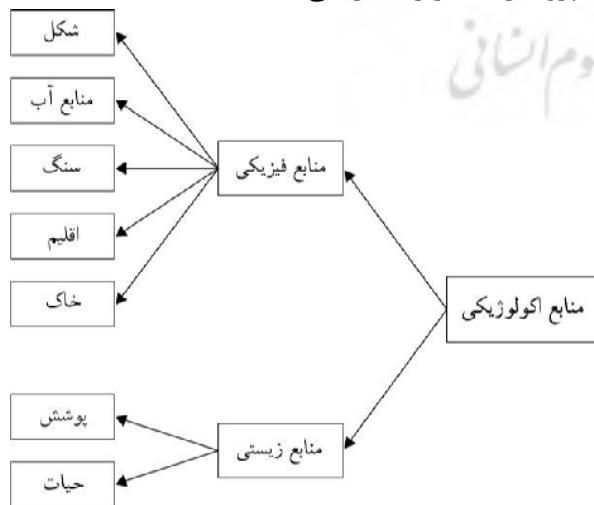 شکل
منابع آب
سنگ
اقلیم
خاک
منابع فیزیکی
منابع اکولوژیکی
پوشش
حیات
منابع زیستی